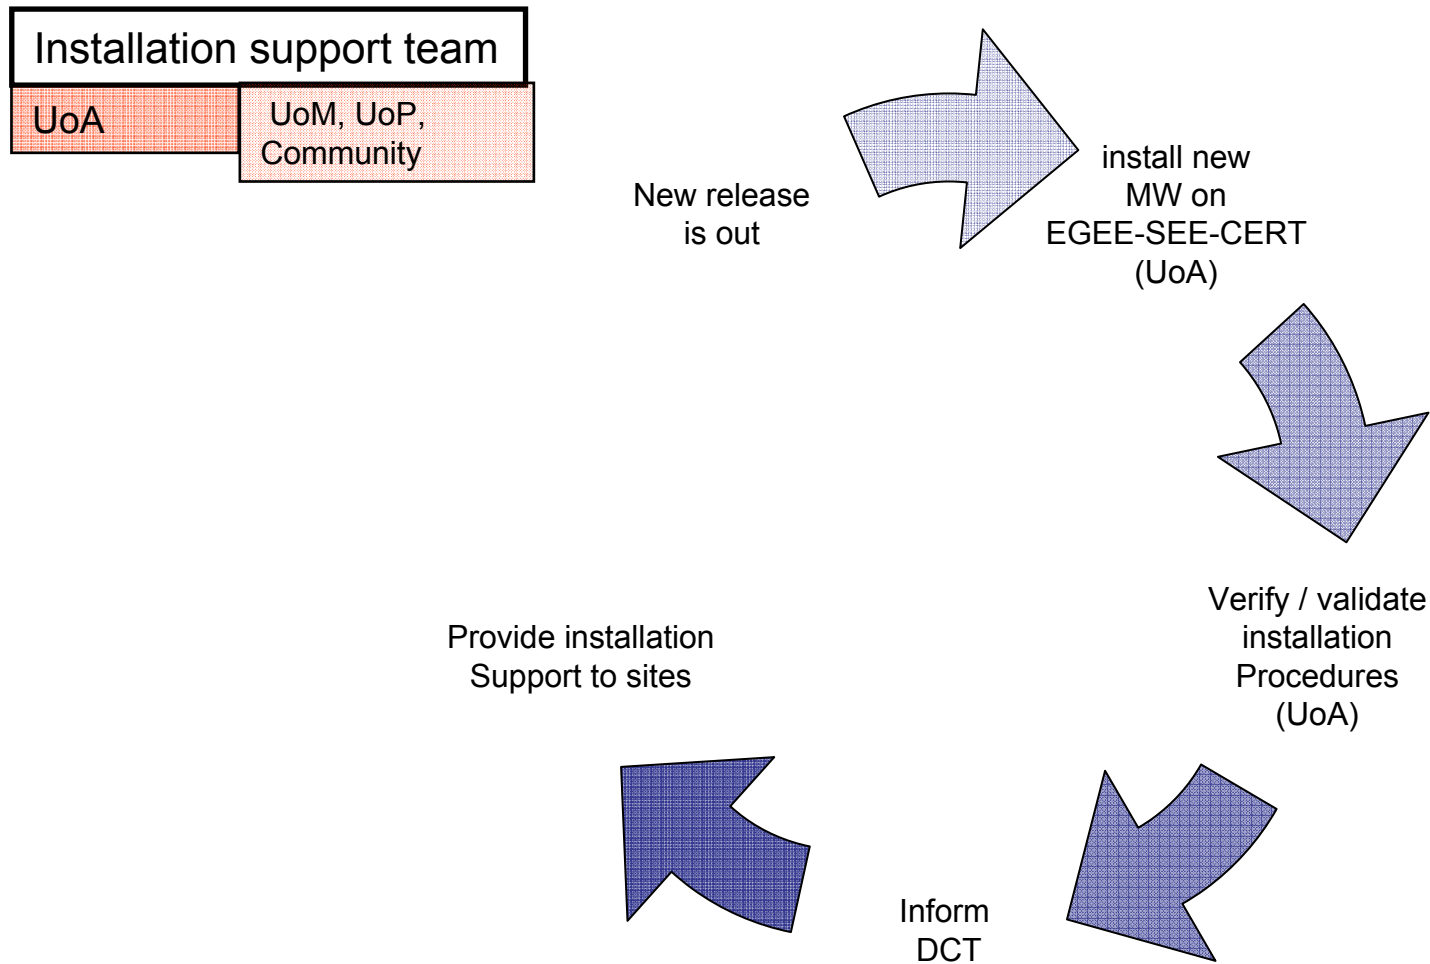 Installation support team
UoA
UoM, UoP,
Community
New release
is out
install new
MW on
EGEE-SEE-CERT
(UoA)
Verify / validate
installation
Procedures
(UoA)
Inform
DCT
Provide installation
Support to sites